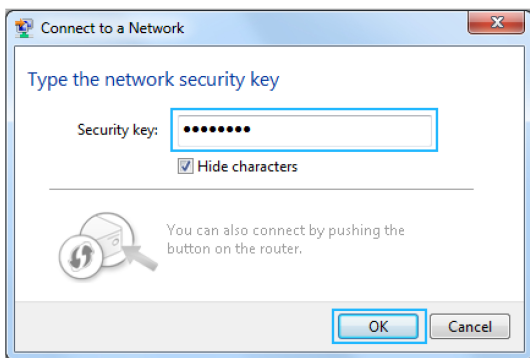 Connect to a Network
Type the network security key
Security key: ••••••••
Hide characters
You can also connect by pushing the
button on the router.
OK Cancel